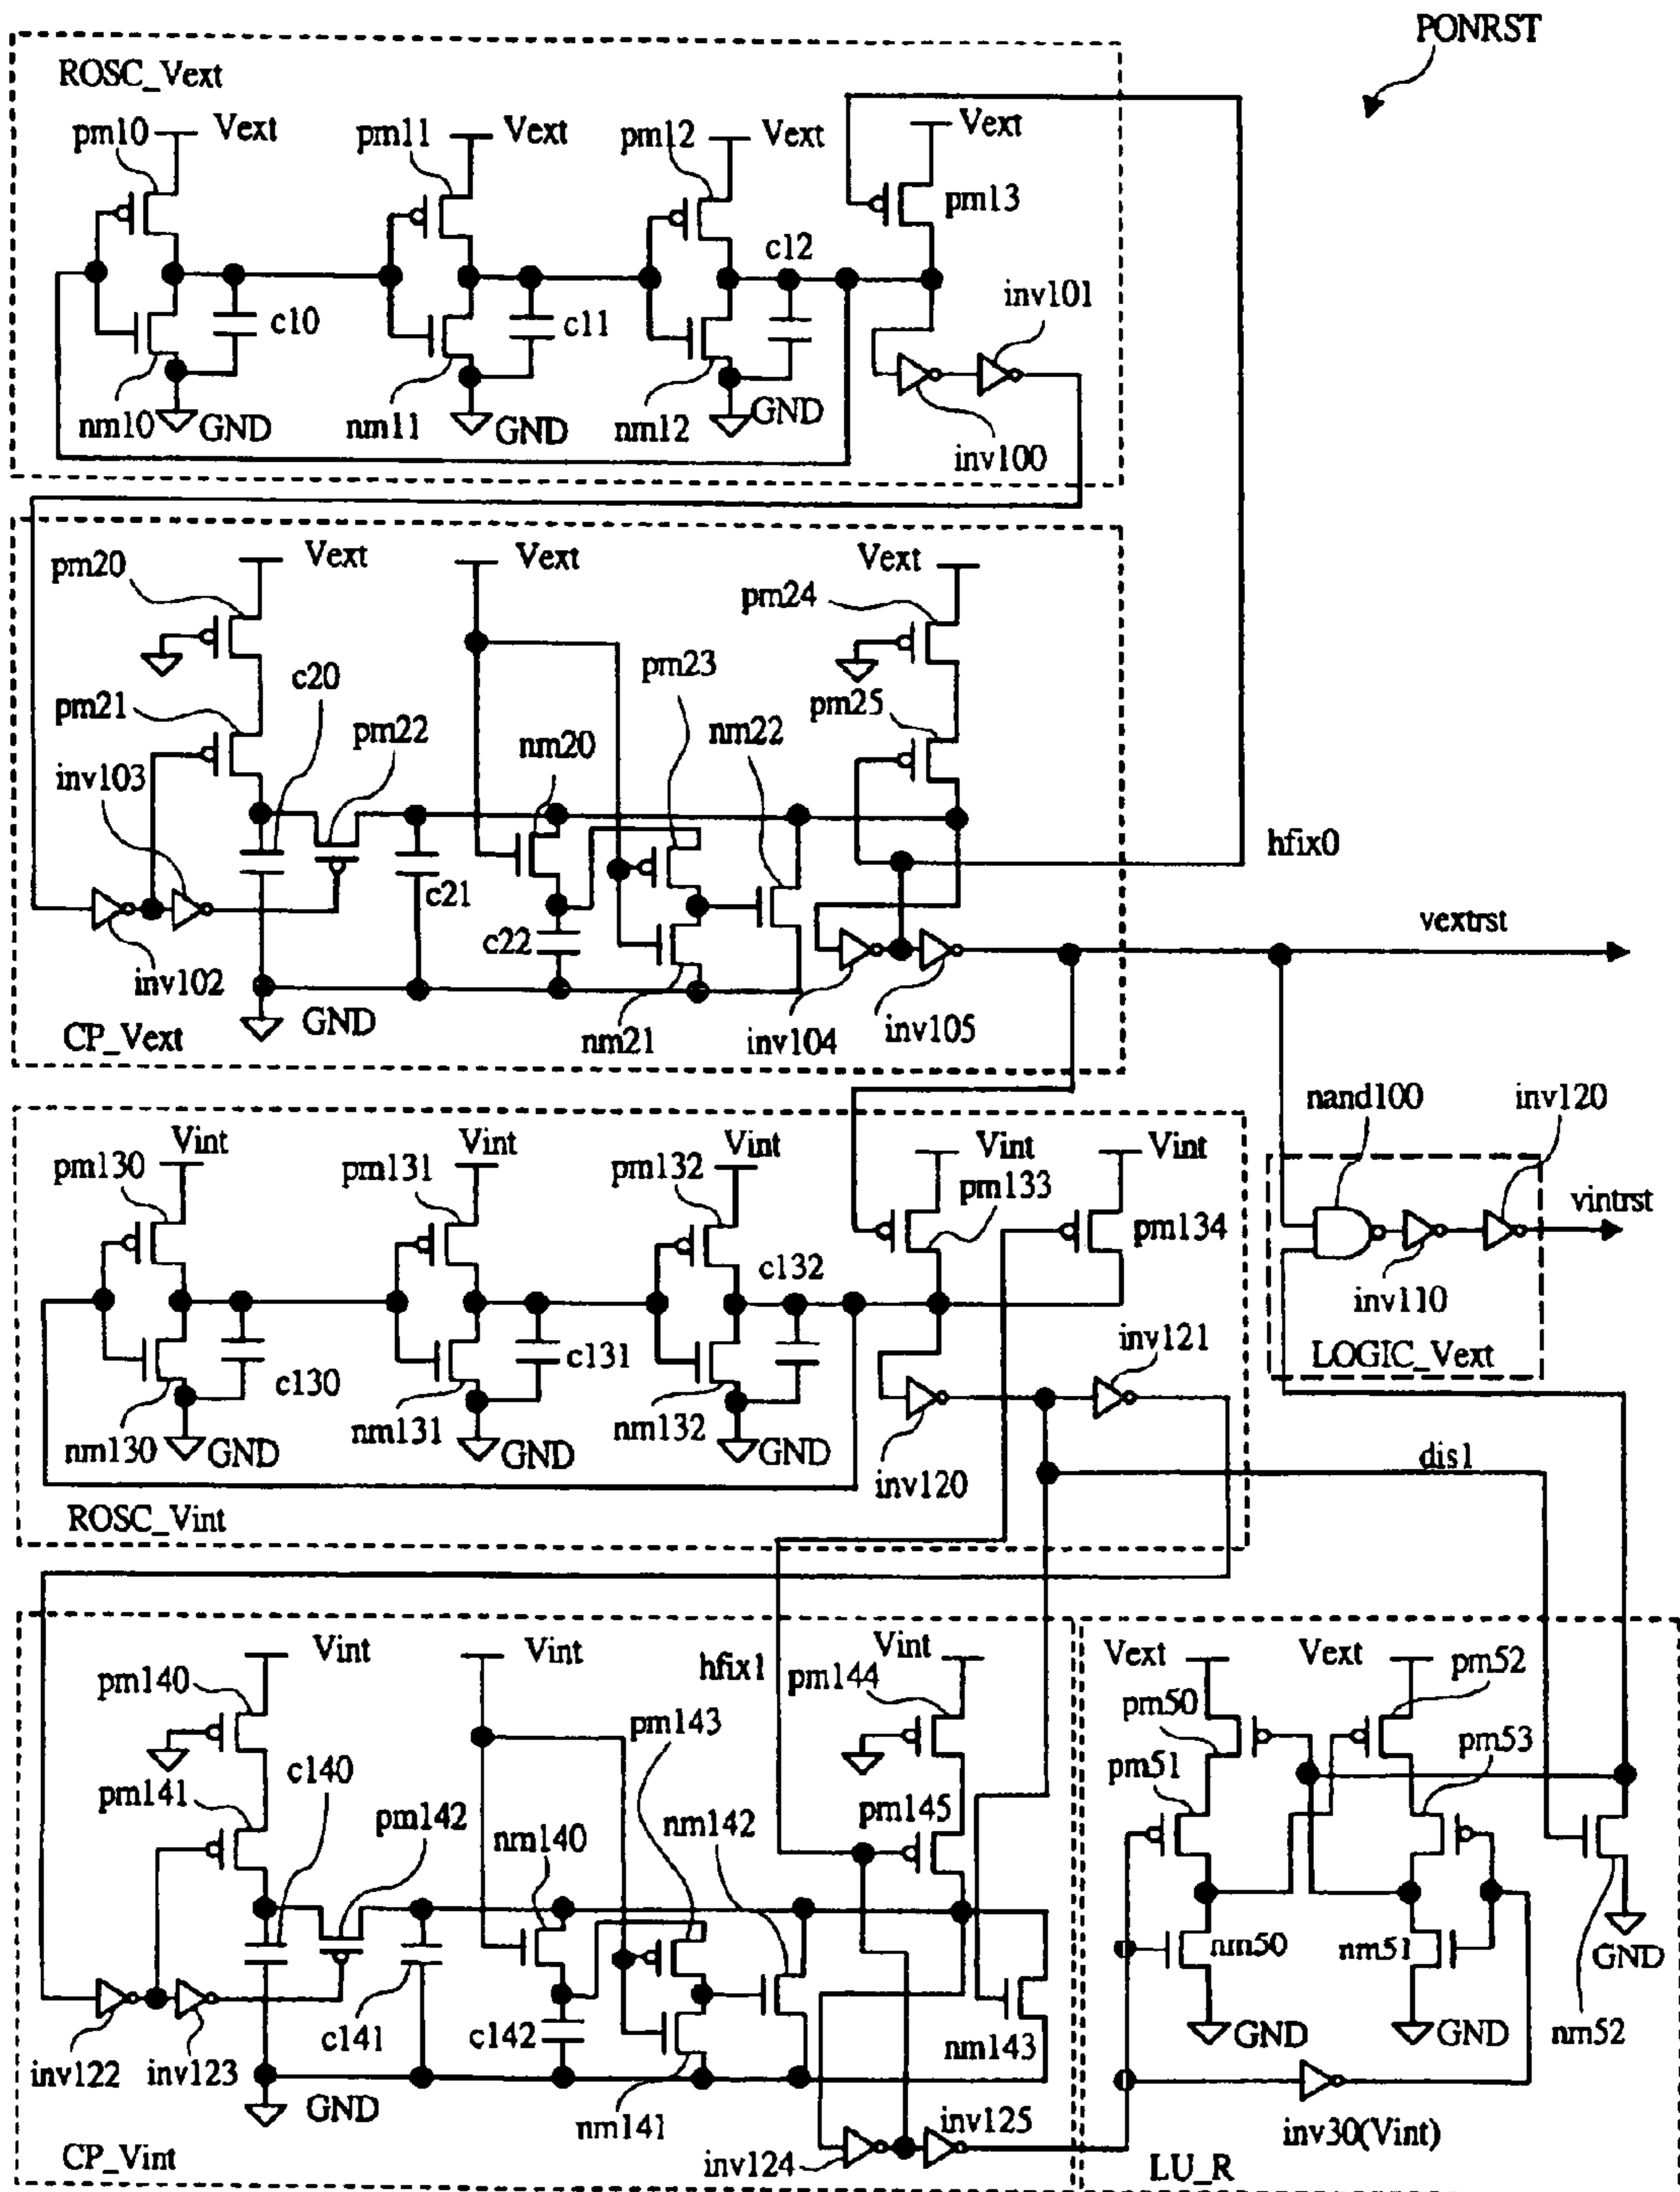 PONRST
ROSC_Vext
pm10
Vext
pm11
Vext
pm12
Vext
Vext
pm13
c12
inv101
c10
c11
nm10
GND
nm11
GND
nm12
GND
inv100
pm20
Vext
Vext
Vext
pm24
c20
pm23
pm21
pm22
pm25
nm20
nm22
inv103
hfix0
c21
c22
vextrst
inv102
GND
nm21
inv104
inv105
CP_Vext
nand100
inv120
pm130
Vint
pm131
Vint
pm132
Vint
Vint
pm133
Vint
vintrst
pm134
c132
inv110
inv121
c130
c131
LOGIC_Vext
nm130
GND
nm131
GND
nm132
GND
inv120
dis1
ROSC_Vint
Vint
Vint
hfix1
Vint
pm144
Vext
Vext
pm52
pm140
pm143
pm50
c140
pm51
pm53
pm141
pm142
pm145
nm140
nm142
nm50
nm51
GND
c141
c142
nm143
GND
GND
nm52
inv122
inv123
GND
nm141
inv125
inv30(Vint)
CP_Vint
inv124
LU_R